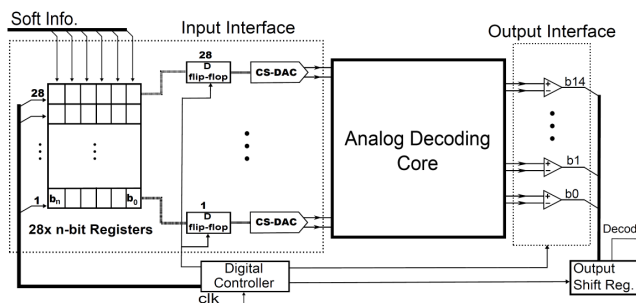 Soft Info.
Input Interface
Output Interface
28
D
flip-flop
CS-DAC
28
1
bn
b0
28x n-bit Registers
1
D
flip-flop
CS-DAC
Analog Decoding
Core
b14
b1
b0
Digital
Controller
clk
Output
Shift Reg.
Decod